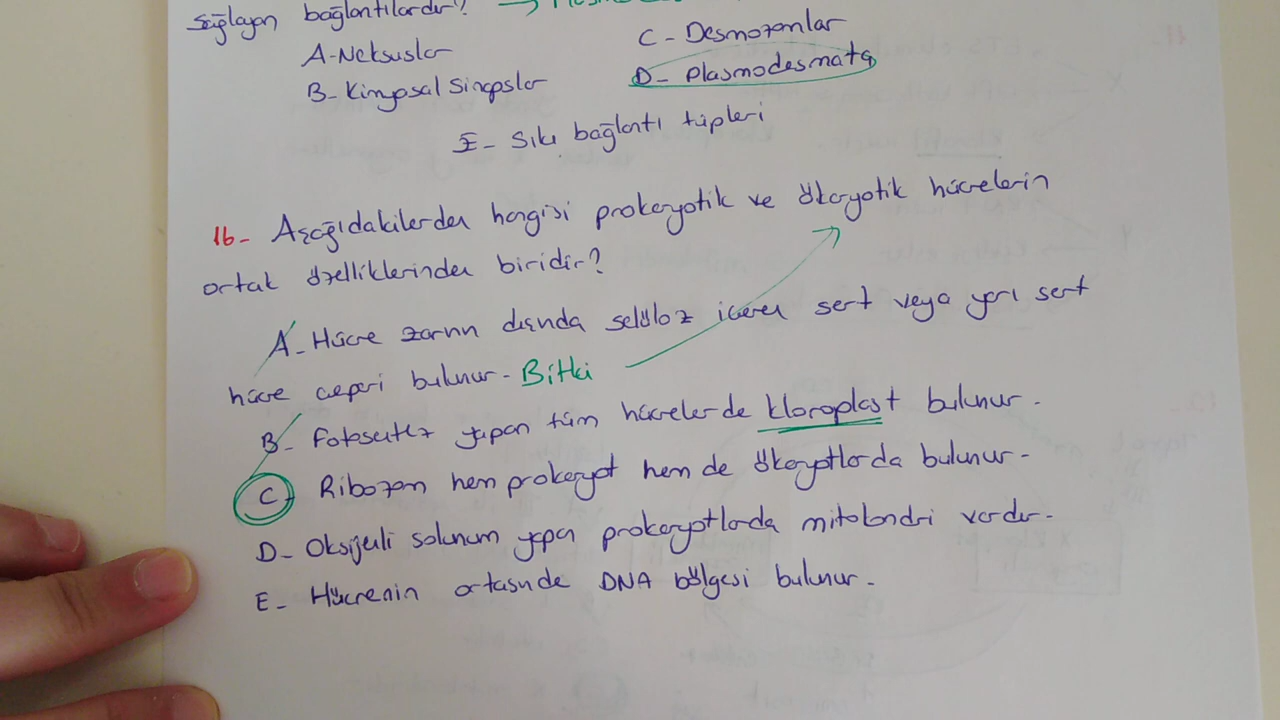 sağlayan bağlantılardır? →
A-Neksuslar
C- Desmozomlar
B- Kimyasal Sinapslar
D- Plasmodesmata
E- Sıkı bağlantı tüpleri
16- Aşağıdakilerden hangisi prokaryotik ve ökaryotik hücrelerin
ortak özelliklerinden biridir?
A- Hücre zarının dışında selüloz içeren sert veya yarı sert
hücre çeperi bulunur. Bitki
B- Fotosentez yapan tüm hücrelerde kloroplast bulunur.
C- Ribozom hem prokaryot hem de ökaryotlarda bulunur.
D- Oksijenli solunum yapan prokaryotlarda mitokondri vardır.
E- Hücrenin ortasında DNA bölgesi bulunur.